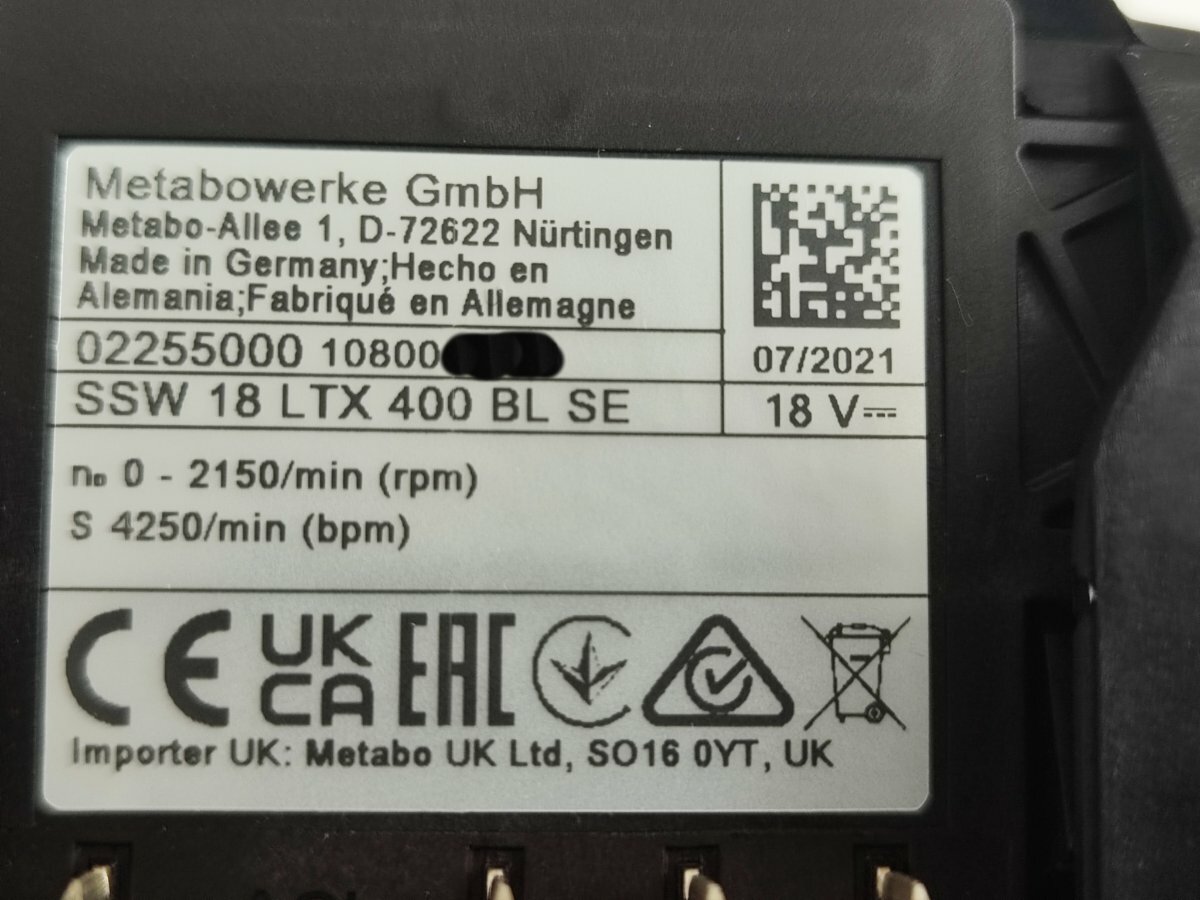 Metabowerke GmbH
Metabo-Allee 1, D-72622 Nürtingen
Made in Germany;Hecho en
Alemania;Fabriqué en Allemagne
02255000 10800
07/2021
SSW 18 LTX 400 BL SE
18 V
n₀ 0 - 2150/min (rpm)
S 4250/min (bpm)
CE UK CA EAC
Importer UK: Metabo UK Ltd, SO16 0YT, UK